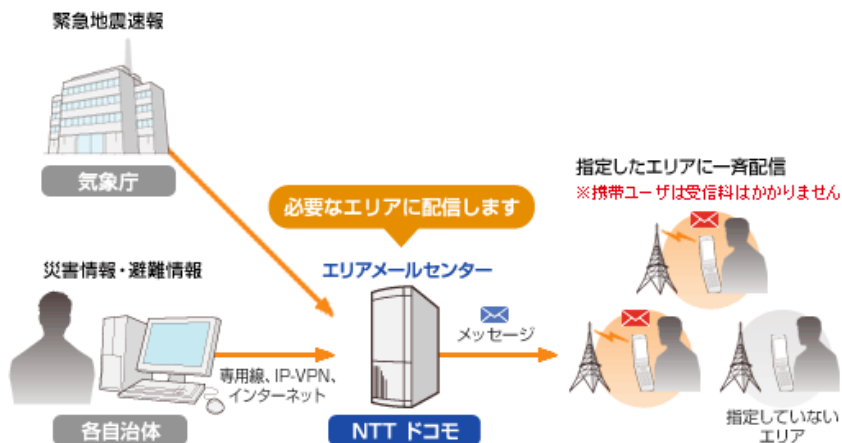 緊急地震速報
気象庁
災害情報・避難情報
各自治体
専用線、IP-VPN、
インターネット
必要なエリアに配信します
エリアメールセンター
NTT ドコモ
メッセージ
指定したエリアに一斉配信
※携帯ユーザは受信料はかかりません
指定していない
エリア